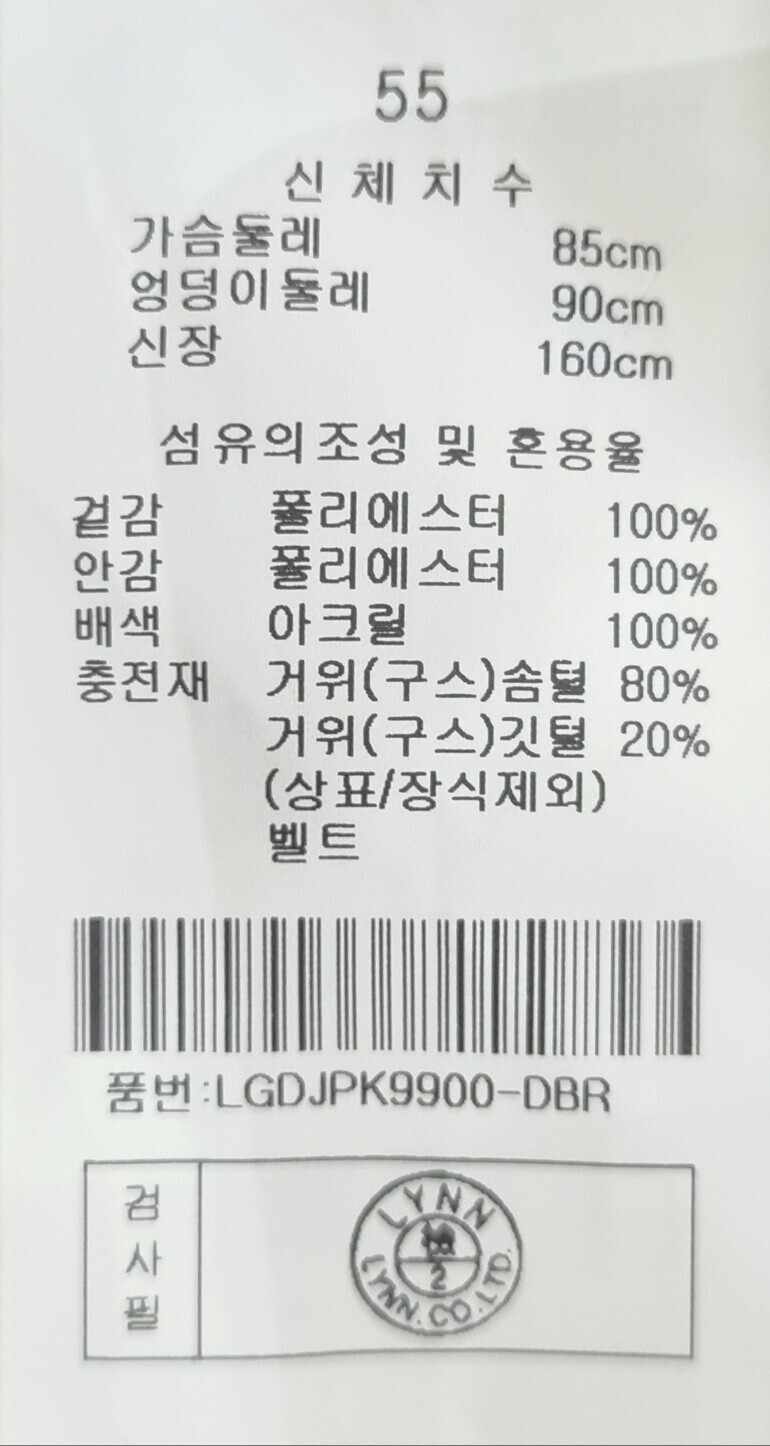 55
신체치수
가슴둘레 85cm
엉덩이둘레 90cm
신장 160cm
섬유의조성 및 혼용율
겉감 폴리에스터 100%
안감 폴리에스터 100%
배색 아크릴 100%
충전재 거위(구스)솜털 80%
거위(구스)깃털 20%
(상표/장식제외)
벨트
품번:LGDJPK9900-DBR
검사필
LYNN
2
LYNN.CO.LTD.